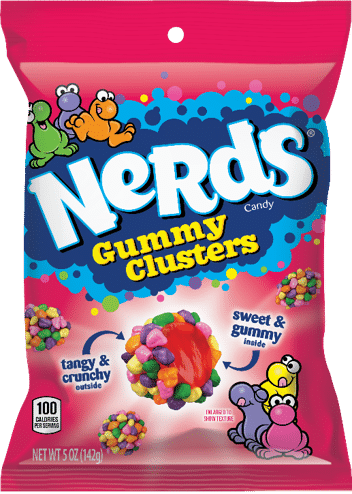 NeRdS®
Candy
Gummy
Clusters
sweet &
gummy
inside
tangy &
crunchy
outside
100
CALORIES
PER SERVING
ENLARGED TO
SHOW TEXTURE
NET WT 5 OZ (142g)